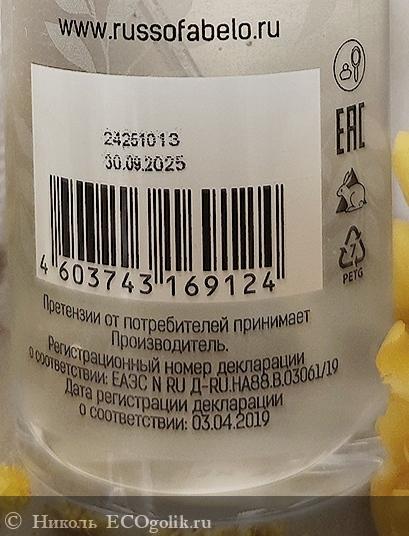 www.russofabelo.ru
24251013
30.09.2025
EAC
4 603743 169124
7
PETG
Претензии от потребителей принимает
Производитель.
Регистрационный номер декларации
о соответствии: ЕАЭС N RU Д-RU.НА88.В.03061/19
Дата регистрации декларации
о соответствии: 03.04.2019
© Николь ECOgolik.ru